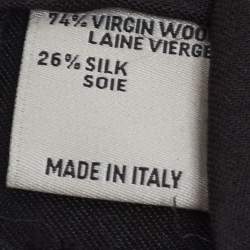 74% VIRGIN WOO
LAINE VIERGE
26% SILK
SOIE
MADE IN ITALY